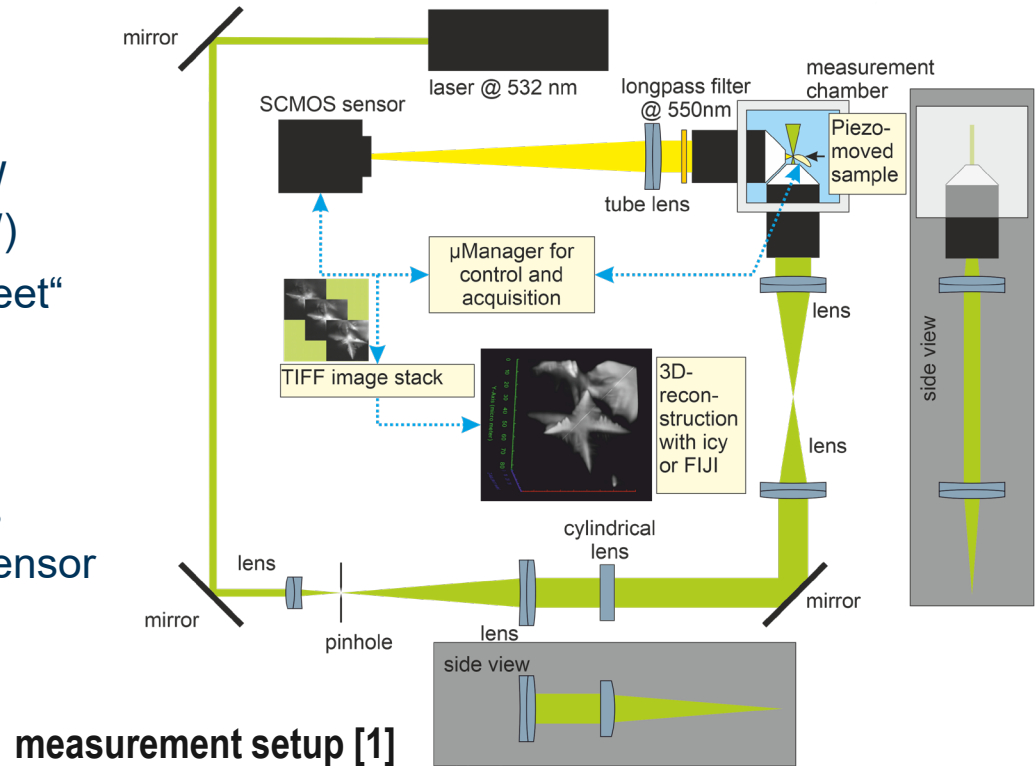 mirror
laser @ 532 nm
SCMOS sensor
longpass filter
@ 550nm
measurement
chamber
Piezo-
moved
sample
tube lens
/)
eet“
µManager for
control and
acquisition
lens
side view
TIFF image stack
3D-
recon-
struction
with icy
or FIJI
lens
cylindrical
lens
ensor
lens
mirror
pinhole
lens
mirror
side view
measurement setup [1]